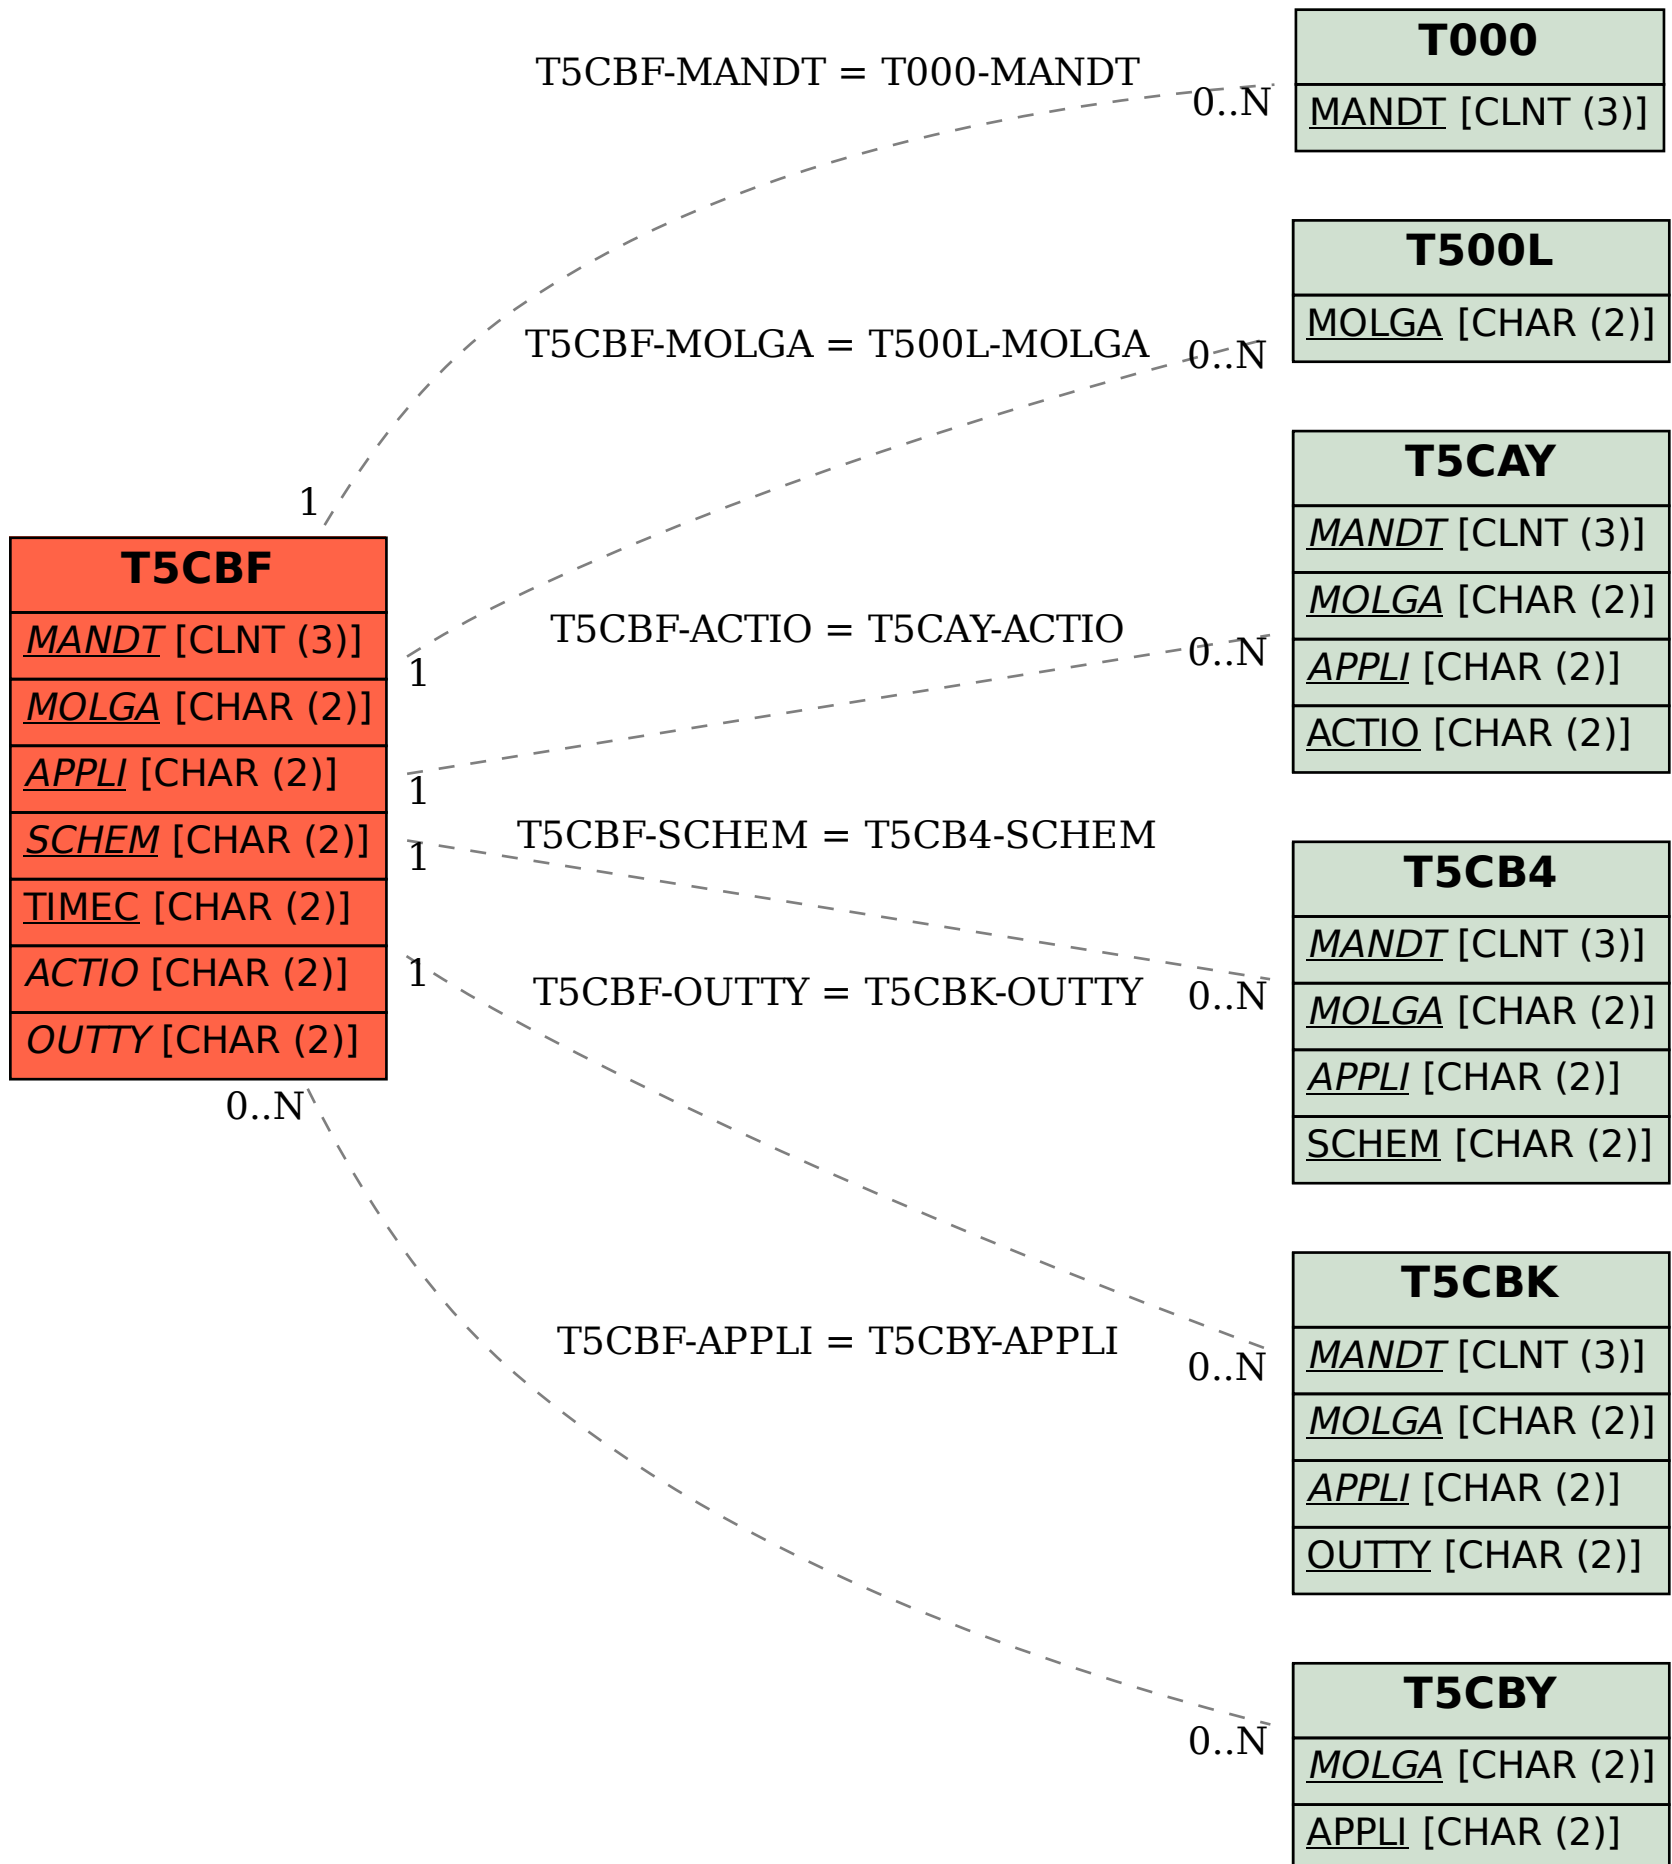 T5CBF
MANDT [CLNT (3)]
MOLGA [CHAR (2)]
APPLI [CHAR (2)]
SCHEM [CHAR (2)]
TIMEC [CHAR (2)]
ACTIO [CHAR (2)]
OUTTY [CHAR (2)]
T5CBF-MANDT = T000-MANDT
0..N
1
T5CBF-MOLGA = T500L-MOLGA
0..N
1
T5CBF-ACTIO = T5CAY-ACTIO
0..N
1
T5CBF-SCHEM = T5CB4-SCHEM
1
0..N
T5CBF-OUTTY = T5CBK-OUTTY
1
0..N
T5CBF-APPLI = T5CBY-APPLI
0..N
0..N
T000
MANDT [CLNT (3)]
T500L
MOLGA [CHAR (2)]
T5CAY
MANDT [CLNT (3)]
MOLGA [CHAR (2)]
APPLI [CHAR (2)]
ACTIO [CHAR (2)]
T5CB4
MANDT [CLNT (3)]
MOLGA [CHAR (2)]
APPLI [CHAR (2)]
SCHEM [CHAR (2)]
T5CBK
MANDT [CLNT (3)]
MOLGA [CHAR (2)]
APPLI [CHAR (2)]
OUTTY [CHAR (2)]
T5CBY
MOLGA [CHAR (2)]
APPLI [CHAR (2)]